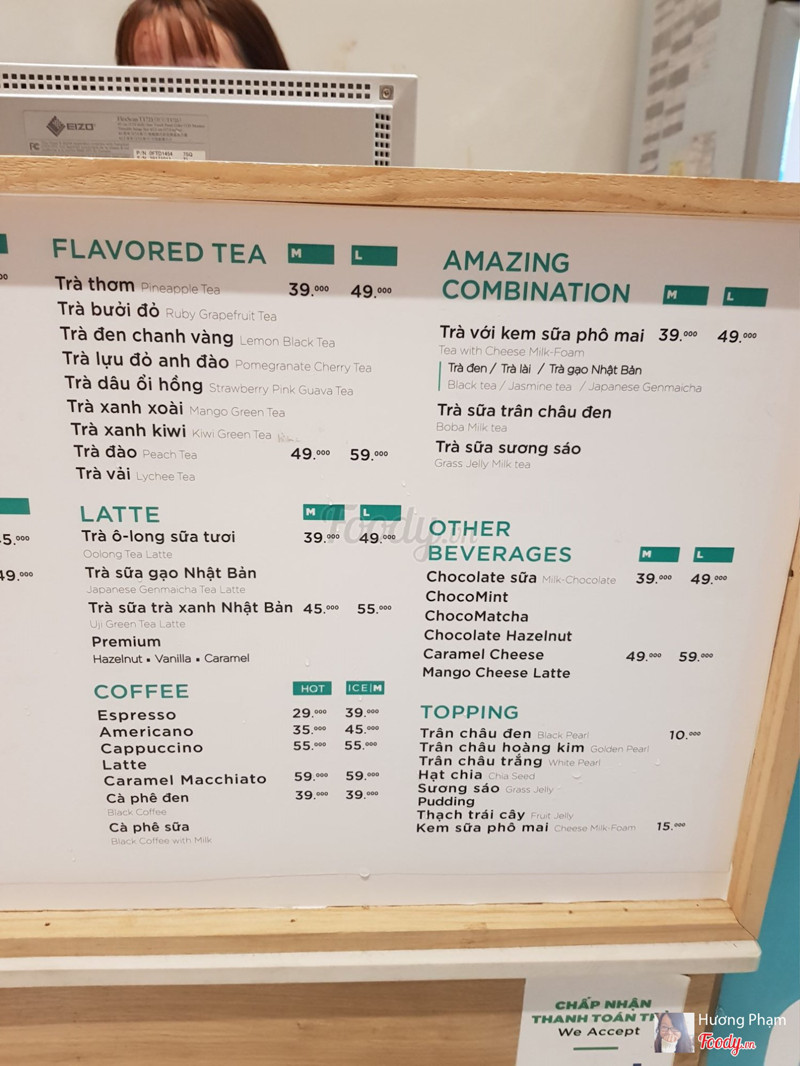 EIZO
FC
FLAVORED TEA M L
Trà thơm Pineapple Tea 39.000 49.000
Trà bưởi đỏ Ruby Grapefruit Tea
Trà đen chanh vàng Lemon Black Tea
Trà lựu đỏ anh đào Pomegranate Cherry Tea
Trà dâu ổi hồng Strawberry Pink Guava Tea
Trà xanh xoài Mango Green Tea
Trà xanh kiwi Kiwi Green Tea
Trà đào Peach Tea 49.000 59.000
Trà vải Lychee Tea
LATTE M L
Trà ô-long sữa tươi 39.000 49.000
Oolong Tea Latte
Trà sữa gạo Nhật Bản
Japanese Genmaicha Tea Latte
Trà sữa trà xanh Nhật Bản 45.000 55.000
Uji Green Tea Latte
Premium
Hazelnut • Vanilla • Caramel
COFFEE HOT ICE|M
Espresso 29.000 39.000
Americano 35.000 45.000
Cappuccino 55.000 55.000
Latte
Caramel Macchiato 59.000 59.000
Cà phê đen 39.000 39.000
Black Coffee
Cà phê sữa
Black Coffee with Milk
5.000
49.000
AMAZING
COMBINATION M L
Trà với kem sữa phô mai 39.000 49.000
Tea with Cheese Milk-Foam
Trà đen / Trà lài / Trà gạo Nhật Bản
Black tea / Jasmine tea / Japanese Genmaicha
Trà sữa trân châu đen
Boba Milk tea
Trà sữa sương sáo
Grass Jelly Milk tea
OTHER
BEVERAGES M L
Chocolate sữa Milk-Chocolate 39.000 49.000
ChocoMint
ChocoMatcha
Chocolate Hazelnut
Caramel Cheese 49.000 59.000
Mango Cheese Latte
TOPPING
Trân châu đen Black Pearl 10.000
Trân châu hoàng kim Golden Pearl
Trân châu trắng White Pearl
Hạt chia Chia Seed
Sương sáo Grass Jelly
Pudding
Thạch trái cây Fruit Jelly
Kem sữa phô mai Cheese Milk-Foam 15.000
Foody.vn
CHẤP NHẬN
THANH TOÁN
We Accept
Hường Phạm
Foody.vn